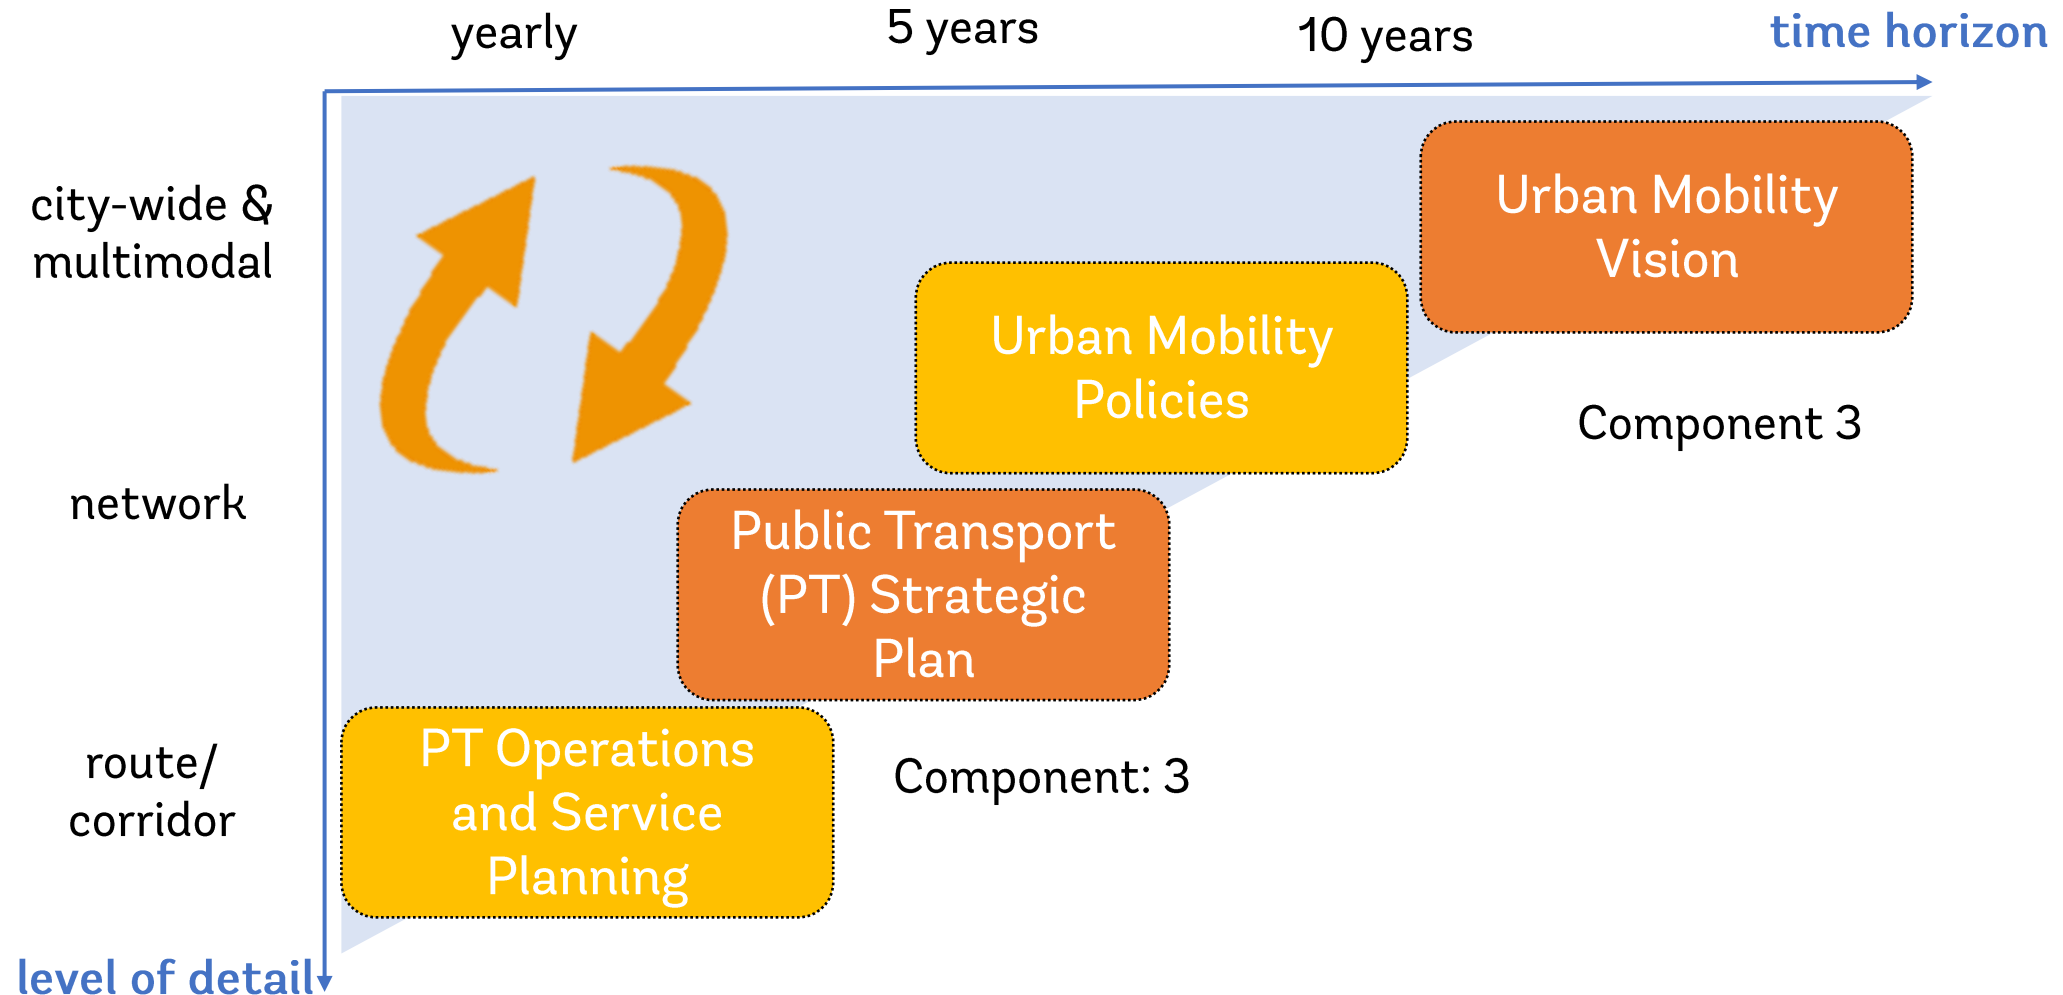 yearly
5 years
10 years
time horizon
city-wide &
multimodal
Urban Mobility
Vision
Urban Mobility
Policies
Component 3
network
Public Transport
(PT) Strategic
Plan
route/
corridor
PT Operations
and Service
Planning
Component: 3
level of detail